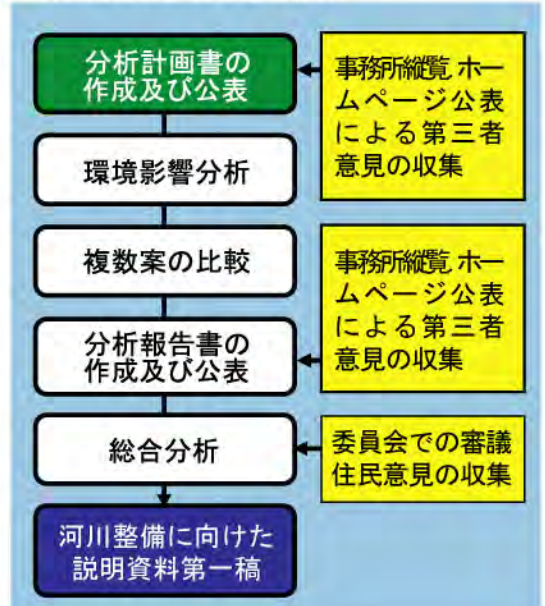 分析計画書の
作成及び公表
事務所縦覧、ホー
ムページ公表
による第三者
意見の収集
環境影響分析
複数案の比較
事務所縦覧、ホー
ムページ公表
による第三者
意見の収集
分析報告書の
作成及び公表
総合分析
委員会での審議
住民意見の収集
河川整備に向けた
説明資料第一稿